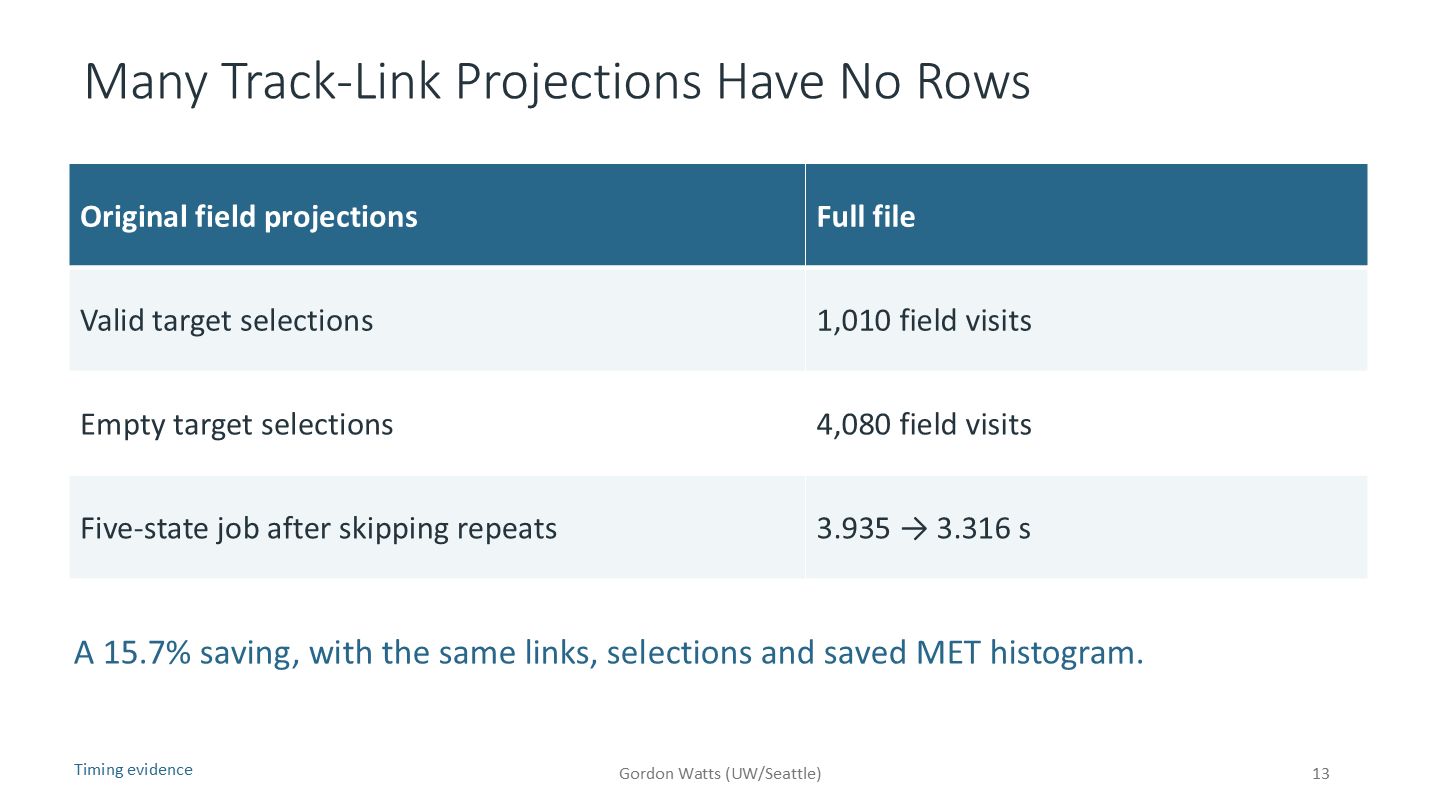 Many Track-Link Projections Have No Rows
Original field projections
Full file
Valid target selections
1,010 field visits
Empty target selections
4,080 field visits
Five-state job after skipping repeats
3.935 → 3.316 s
A 15.7% saving, with the same links, selections and saved MET histogram.
Timing evidence
Gordon Watts (UW/Seattle)
13